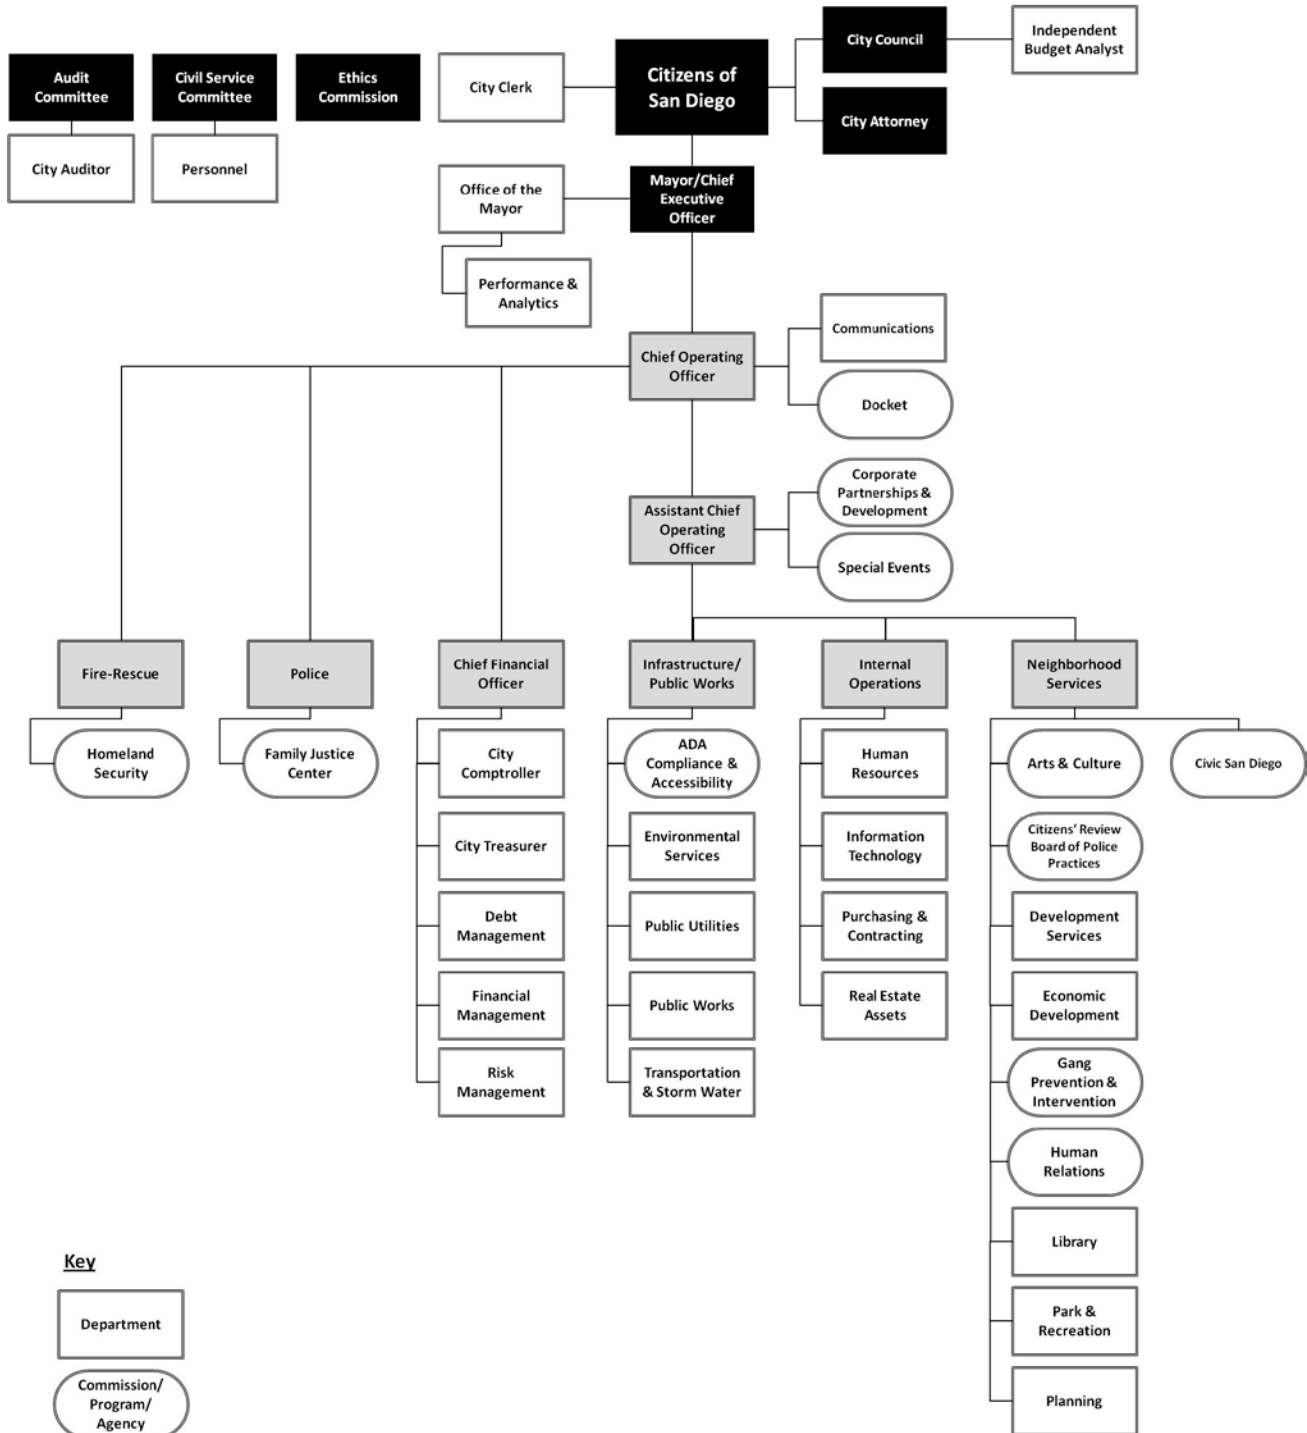 Independent
Budget Analyst
City Council
City Attorney
Citizens of
San Diego
City Clerk
Audit
Committee
Civil Service
Committee
Ethics
Commission
City Auditor
Personnel
Office of the
Mayor
Mayor/Chief
Executive
Officer
Performance &
Analytics
Communications
Chief Operating
Officer
Docket
Corporate
Partnerships &
Development
Assistant Chief
Operating
Officer
Special Events
Fire-Rescue
Police
Chief Financial
Officer
Infrastructure/
Public Works
Internal
Operations
Neighborhood
Services
Homeland
Security
Family Justice
Center
City
Comptroller
City Treasurer
Debt
Management
Financial
Management
Risk
Management
ADA
Compliance &
Accessibility
Environmental
Services
Public Utilities
Public Works
Transportation
& Storm Water
Human
Resources
Information
Technology
Purchasing &
Contracting
Real Estate
Assets
Arts & Culture
Civic San Diego
Citizens' Review
Board of Police
Practices
Development
Services
Economic
Development
Gang
Prevention &
Intervention
Human
Relations
Library
Park &
Recreation
Planning
Key
Department
Commission/
Program/
Agency